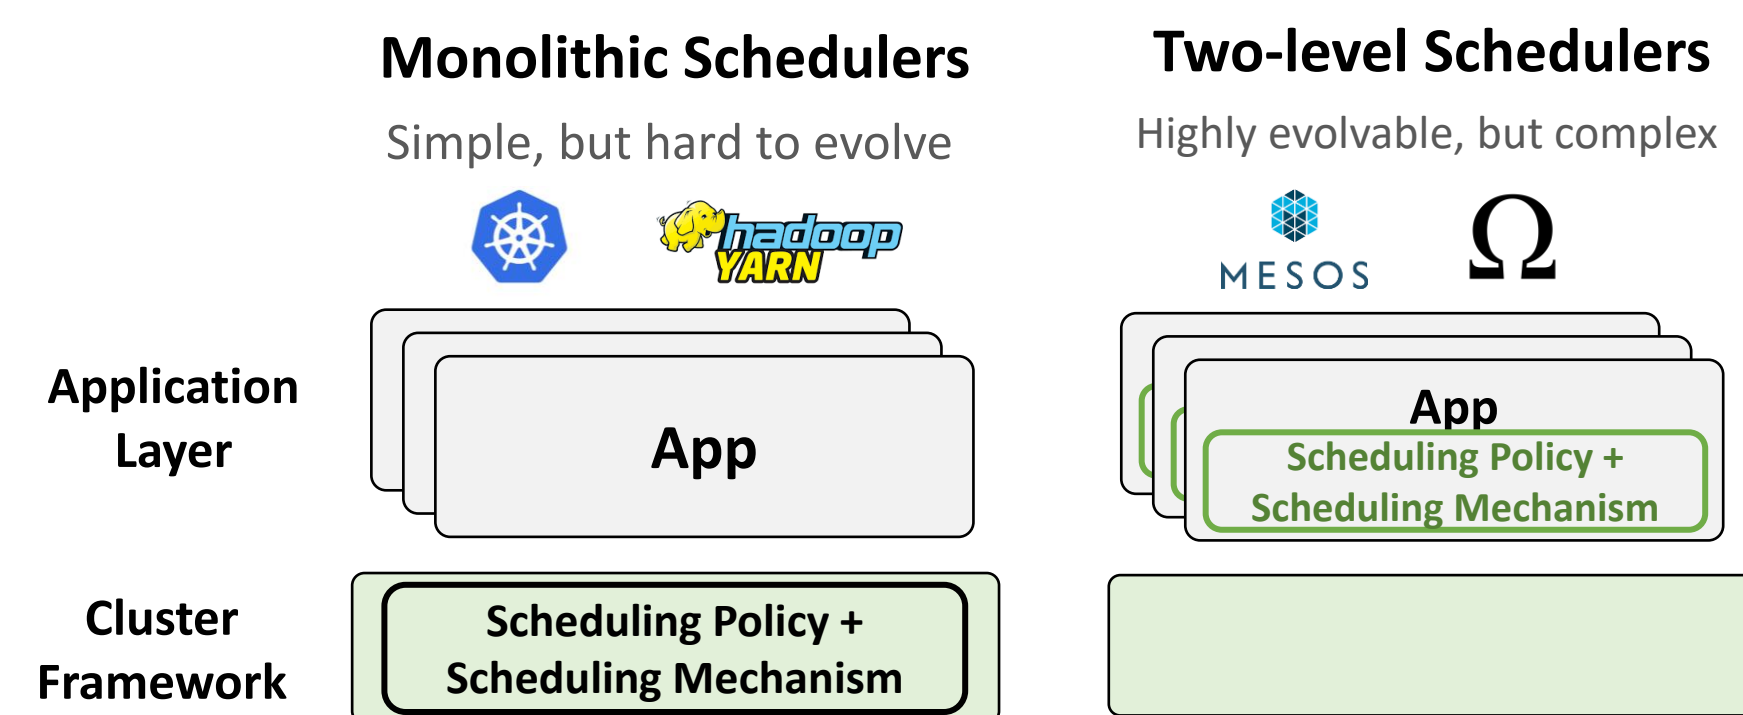 Monolithic Schedulers
Simple, but hard to evolve
hadoop
YARN
Two-level Schedulers
Highly evolvable, but complex
MESOS
Ω
Application
Layer
App
App
Scheduling Policy +
Scheduling Mechanism
Cluster
Framework
Scheduling Policy +
Scheduling Mechanism